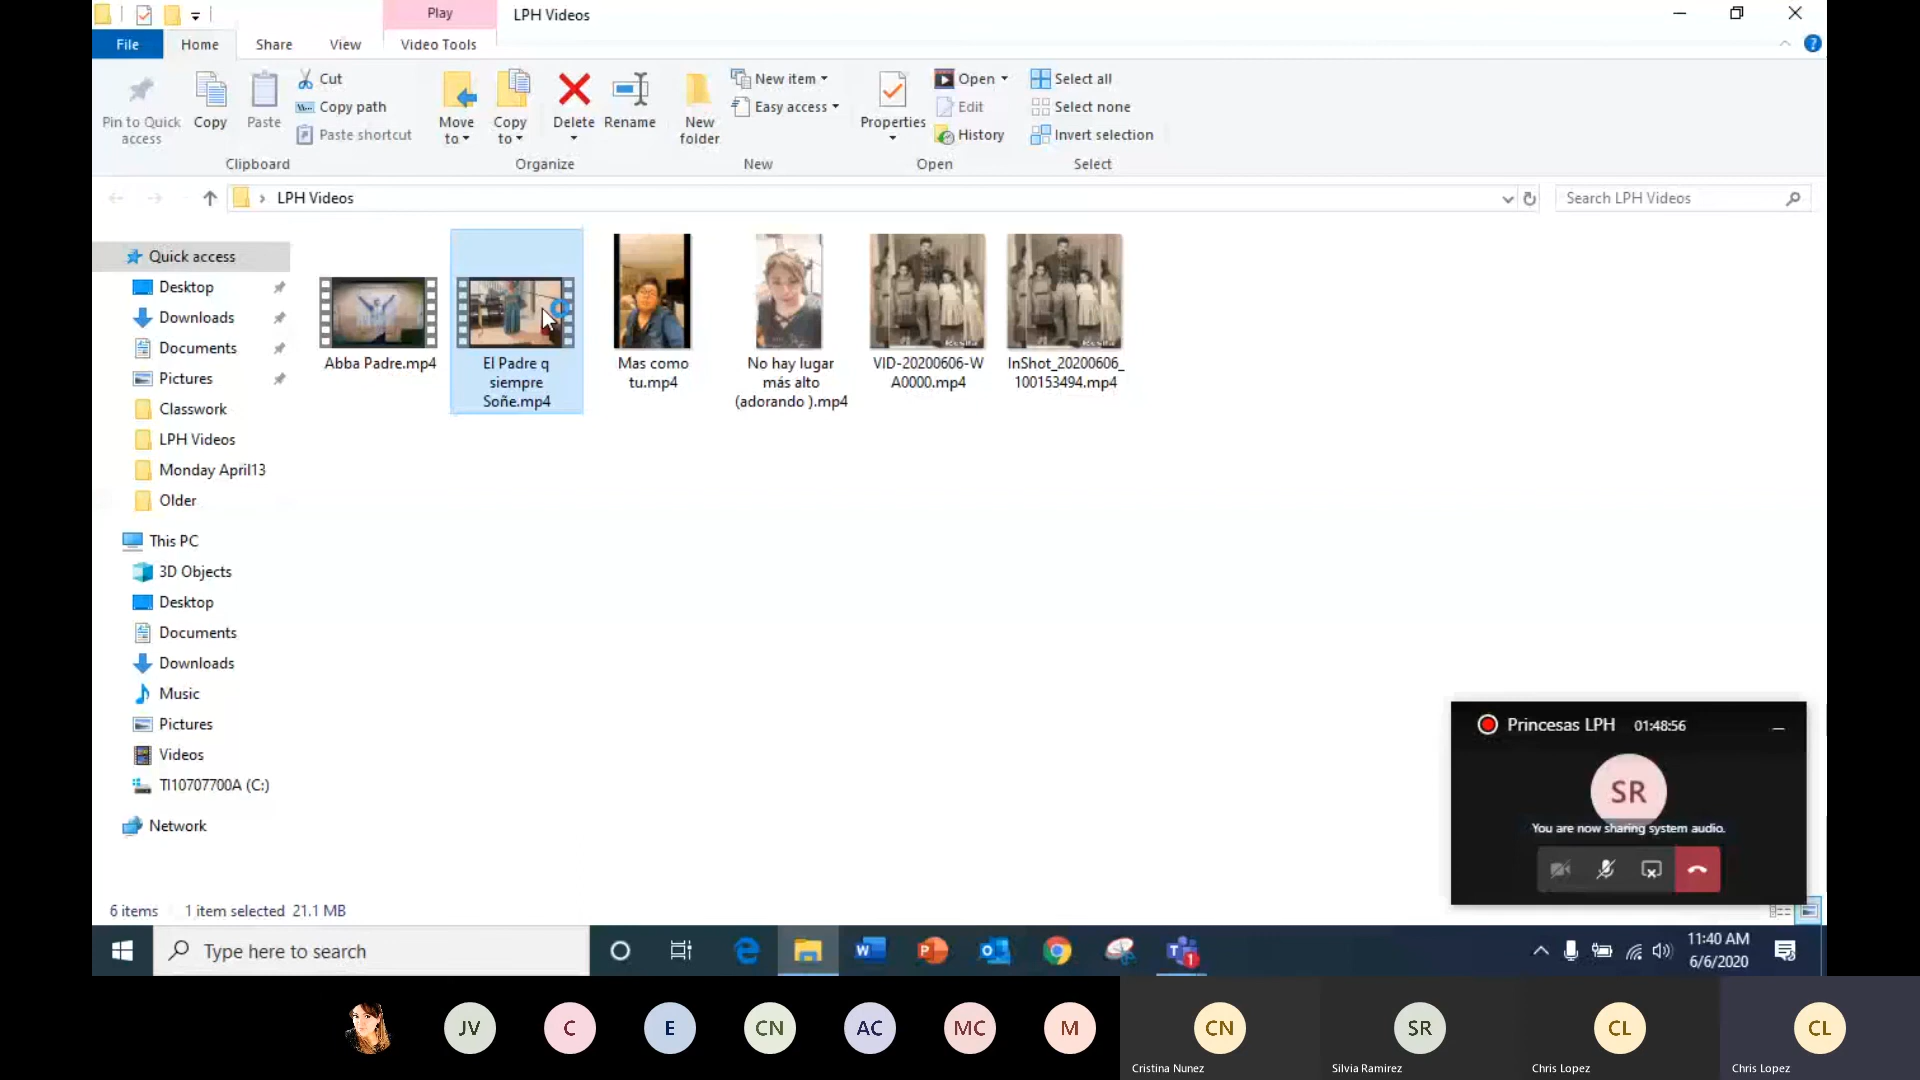 Play
LPH Videos
File
Home
Share
View
Video Tools
Pin to Quick
access
Copy
Paste
Cut
Copy path
Paste shortcut
Move
to
Copy
to
Delete
Rename
New
folder
New item
Easy access
Properties
Open
Edit
History
Select all
Select none
Invert selection
Clipboard
Organize
New
Open
Select
LPH Videos
Search LPH Videos
Quick access
Desktop
Downloads
Documents
Pictures
Classwork
LPH Videos
Monday April13
Older
This PC
3D Objects
Desktop
Documents
Downloads
Music
Pictures
Videos
TI10707700A (C:)
Network
Abba Padre.mp4
El Padre q
siempre
Soñe.mp4
Mas como
tu.mp4
No hay lugar
más alto
(adorando ).mp4
VID-20200606-W
A0000.mp4
InShot_20200606_
100153494.mp4
Princesas LPH 01:48:56
SR
You are now sharing system audio.
6 items 1 item selected 21.1 MB
Type here to search
11:40 AM
6/6/2020
JV
C
E
CN
AC
MC
M
CN
Cristina Nunez
SR
Silvia Ramirez
CL
Chris Lopez
CL
Chris Lopez